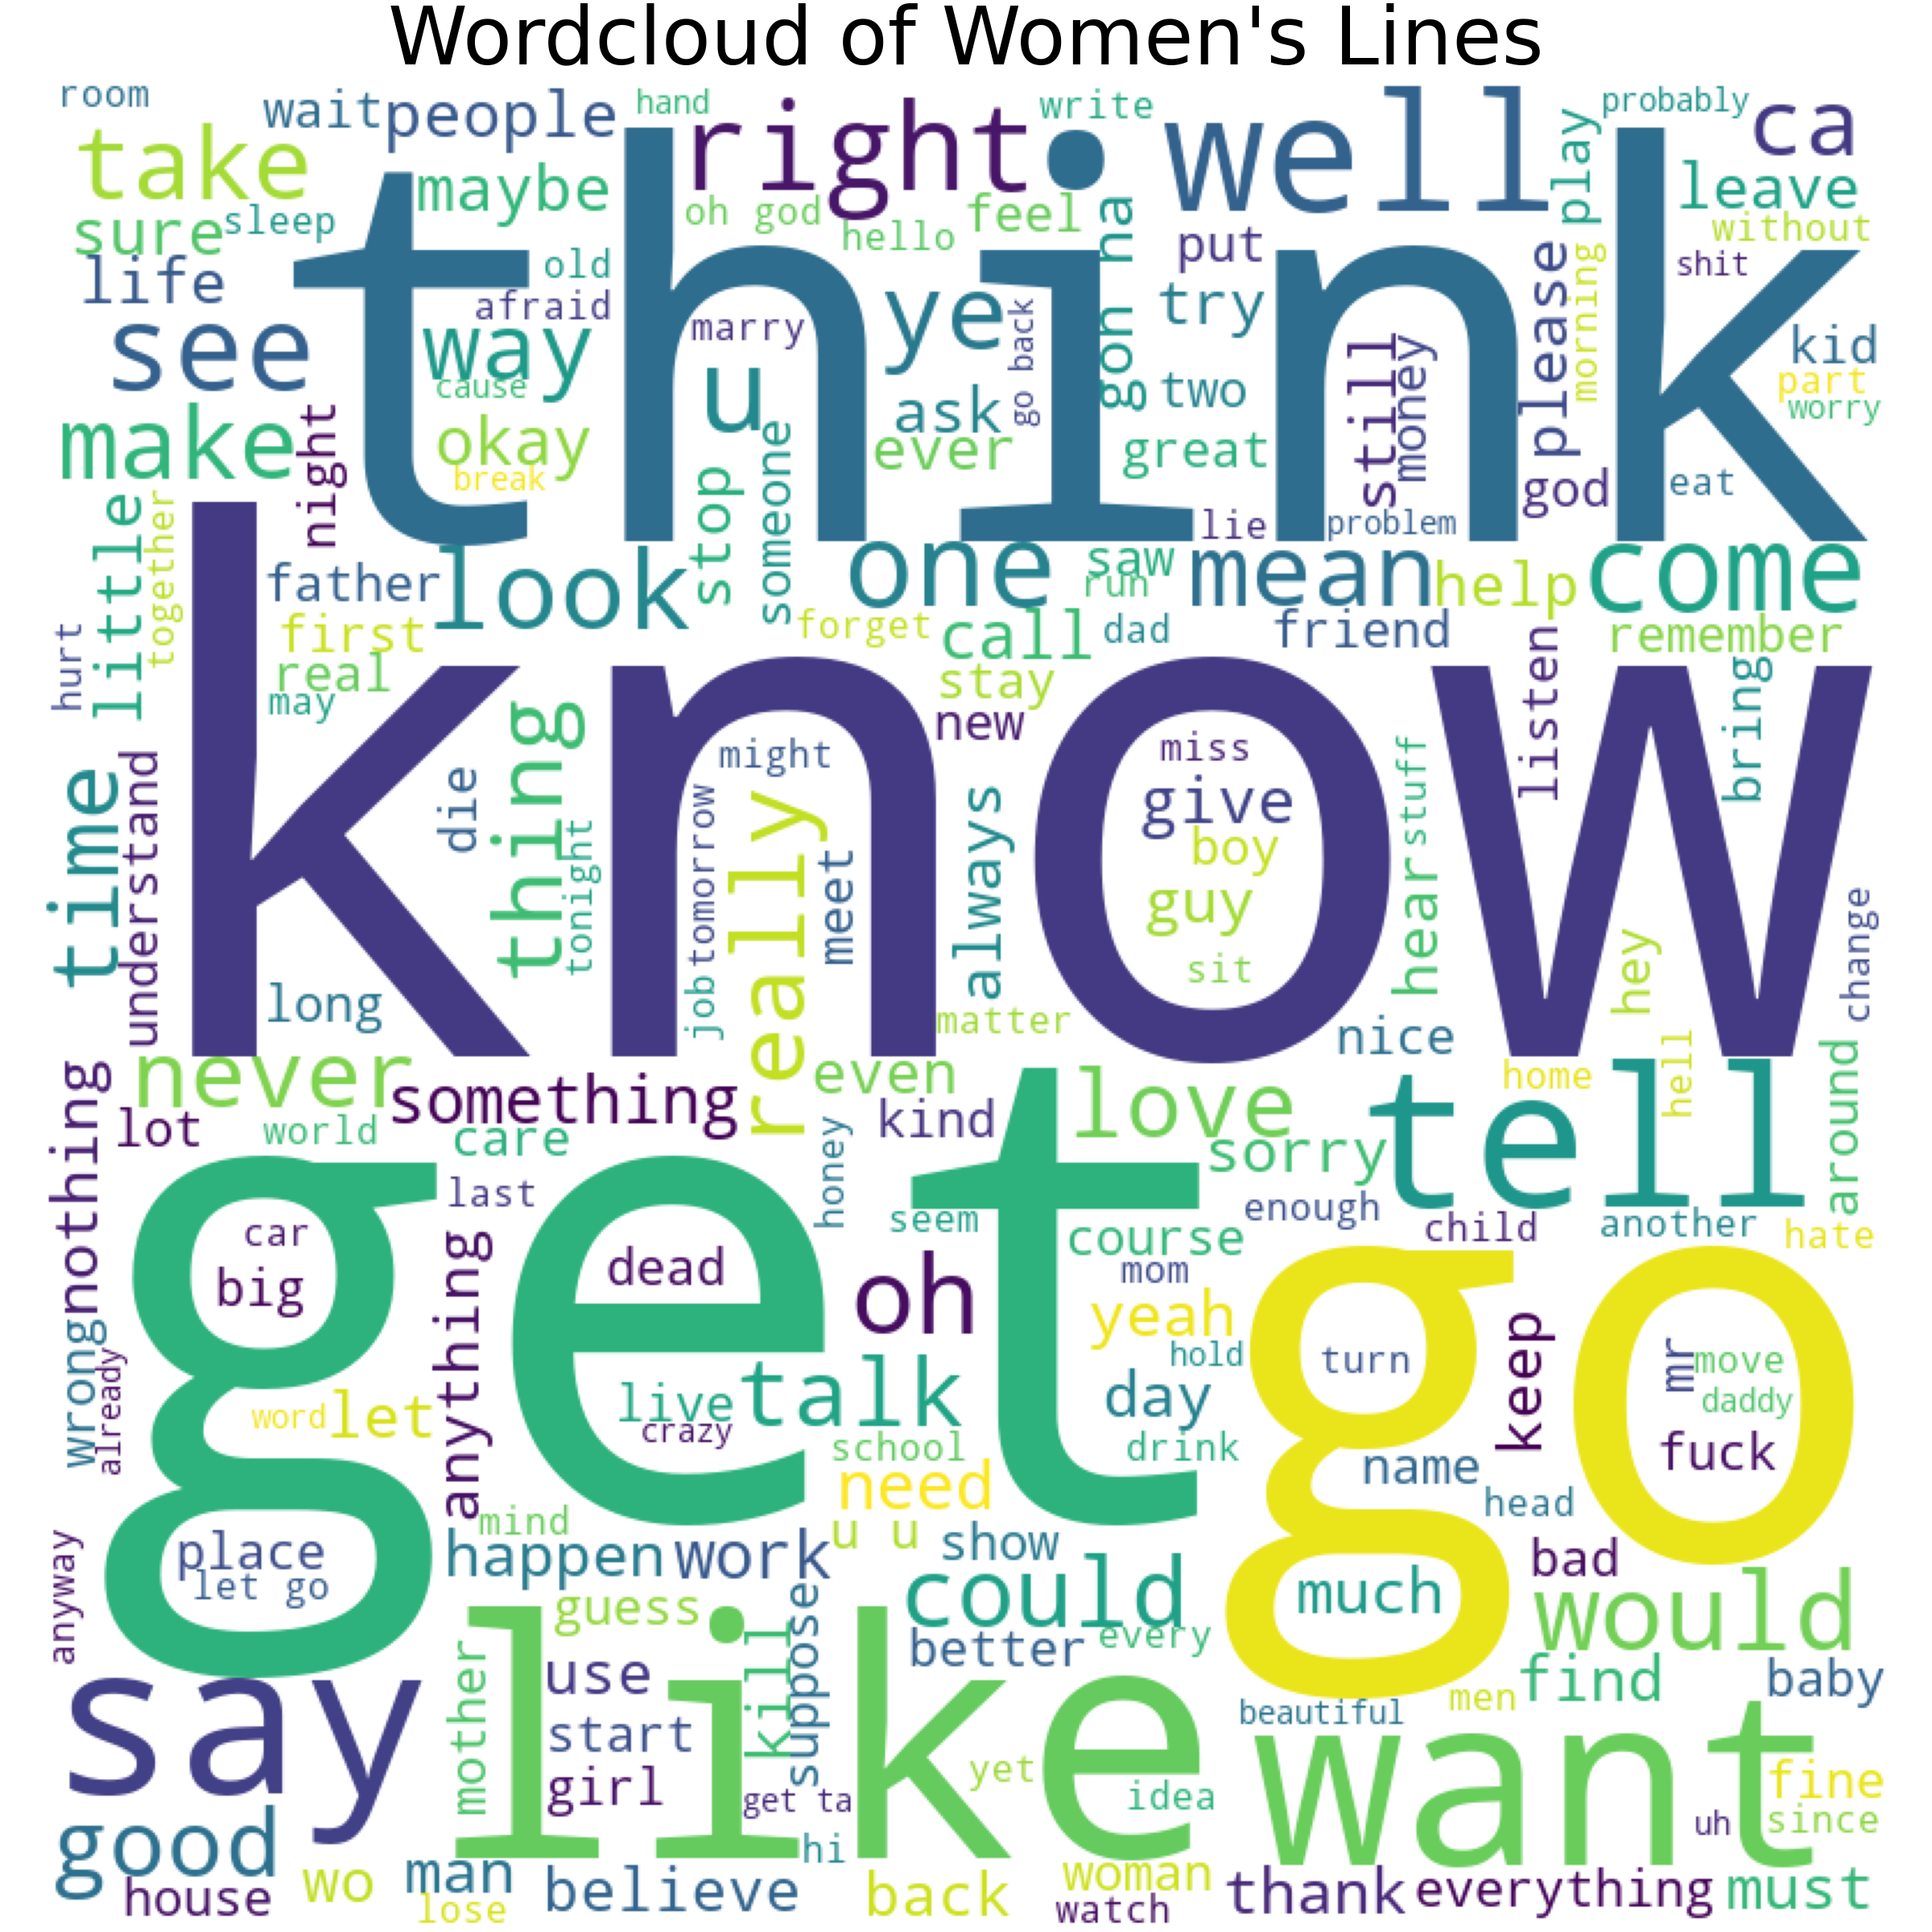 Wordcloud of Women's Lines
room wait people hand right write well probably ca
take maybe think play leave
sure sleep oh god hello feel gon na put without
life old afraid shit
see way marry ye go back try please morning kid
cause u ask two still money part worry
make night okay someone ever great god eat
break stop lie problem
little together father look one saw run mean help come
first forget call dad friend remember
hurt real may know stay listen bring
thing new
time understand die might miss stuff
tonight job tomorrow really meet always give boy guy hear hey change
long sit
matter nice
never something even kind love tell home hell around
nothing lot world care honey sorry
get last seem enough child another hate
car big anything dead oh course go
mom yeah keep
wrong already live talk hold turn mr move
word let crazy day daddy
school drink fuck
need name head
mind u u show
anyway place happen work bad
let go could much would
guess suppose better every
say like mother use kill find baby
start beautiful men want
girl get ta yet idea fine
good hi uh since
house wo man believe back woman thank everything must
lose watch